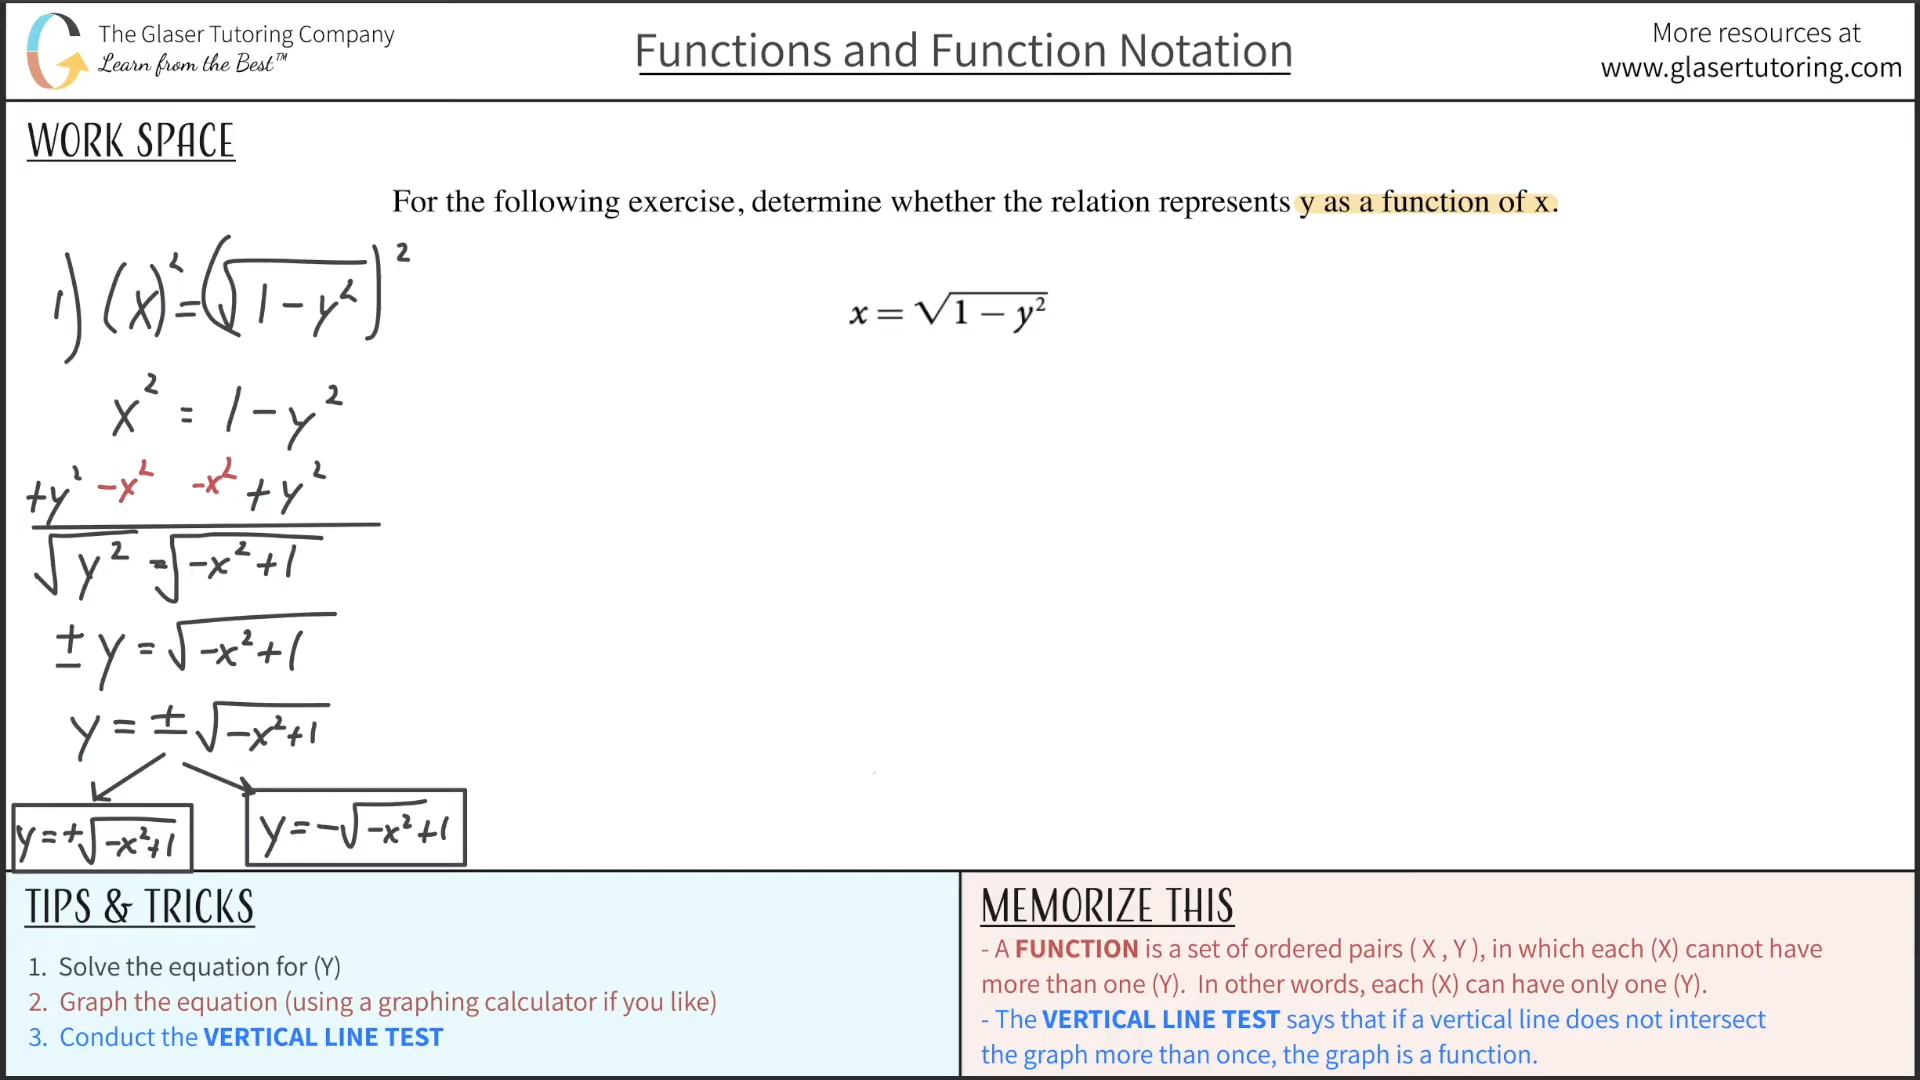 The Glaser Tutoring Company
Learn from the Best™
Functions and Function Notation
More resources at
www.glasertutoring.com
WORK SPACE
For the following exercise, determine whether the relation represents y as a function of x.
x = √(1 − y²)
1) (x)² = (√(1 − y²))²
x² = 1 − y²
+y² −x² −x² +y²
√(y²) = √(−x²+1)
± y = √(−x²+1)
y = ± √(−x²+1)
y = +√(−x²+1)
y = −√(−x²+1)
TIPS & TRICKS
1. Solve the equation for (Y)
2. Graph the equation (using a graphing calculator if you like)
3. Conduct the VERTICAL LINE TEST
MEMORIZE THIS
- A FUNCTION is a set of ordered pairs ( X , Y ), in which each (X) cannot have
more than one (Y). In other words, each (X) can have only one (Y).
- The VERTICAL LINE TEST says that if a vertical line does not intersect
the graph more than once, the graph is a function.